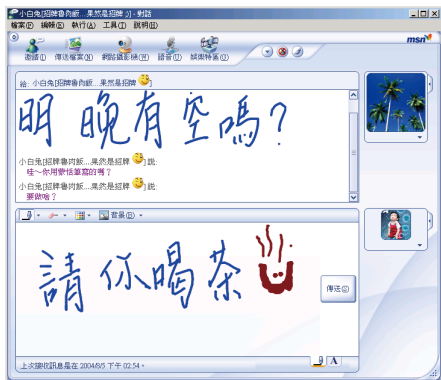 小白兔[招牌魯肉飯...果然是招牌 :)] - 對話
檔案(F) 編輯(E) 執行(A) 工具(T) 說明(H)
msn
邀請(I) 傳送檔案(N) 網路攝影機(W) 語音(U) 娛樂特區(O)
給: 小白兔[招牌魯肉飯...果然是招牌 ]
明晚有空嗎?
小白兔[招牌魯肉飯...果然是招牌 ] 說:
哇～你用蒙恬筆寫的嗎?
小白兔[招牌魯肉飯...果然是招牌 ] 說:
要做啥?
背景(B)
請你喝茶
傳送(S)
A
上次接收訊息是在 2004/8/5 下午 02:54。